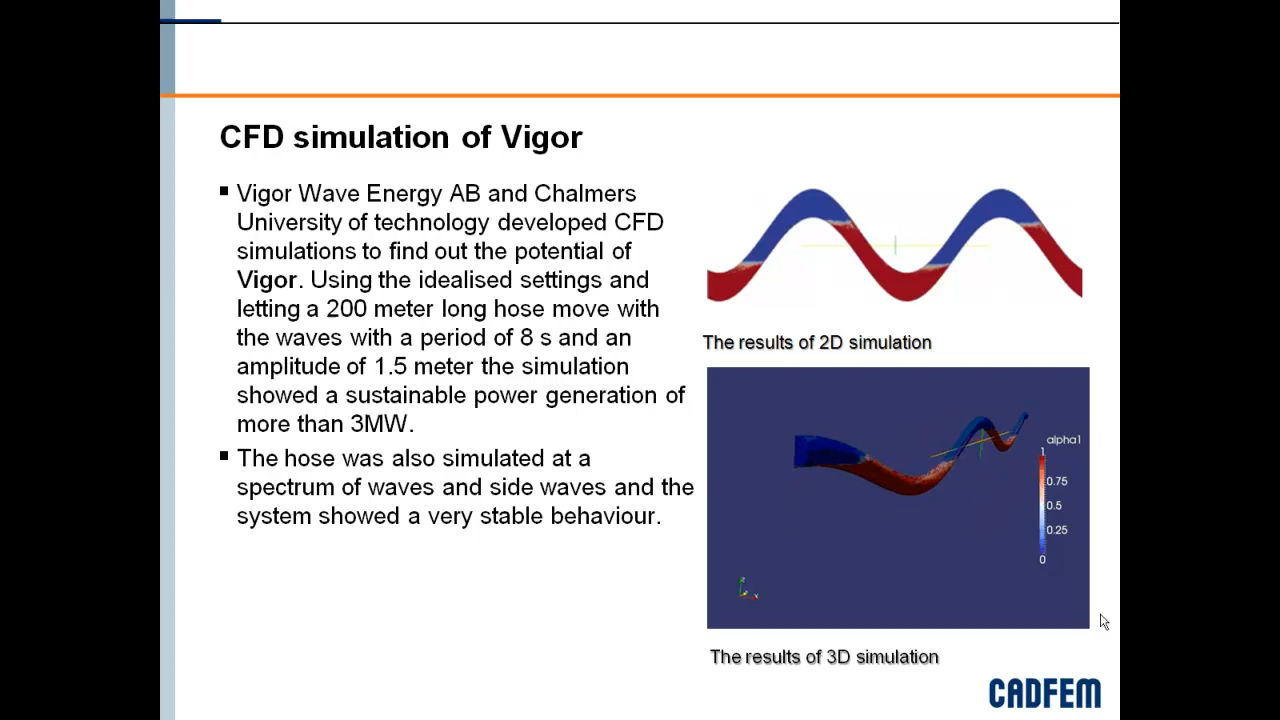 CFD simulation of Vigor
Vigor Wave Energy AB and Chalmers
University of technology developed CFD
simulations to find out the potential of
Vigor. Using the idealised settings and
letting a 200 meter long hose move with
the waves with a period of 8 s and an
amplitude of 1.5 meter the simulation
showed a sustainable power generation of
more than 3MW.
The hose was also simulated at a
spectrum of waves and side waves and the
system showed a very stable behaviour.
The results of 2D simulation
alpha1
1
0.75
0.5
0.25
0
The results of 3D simulation
CADFEM